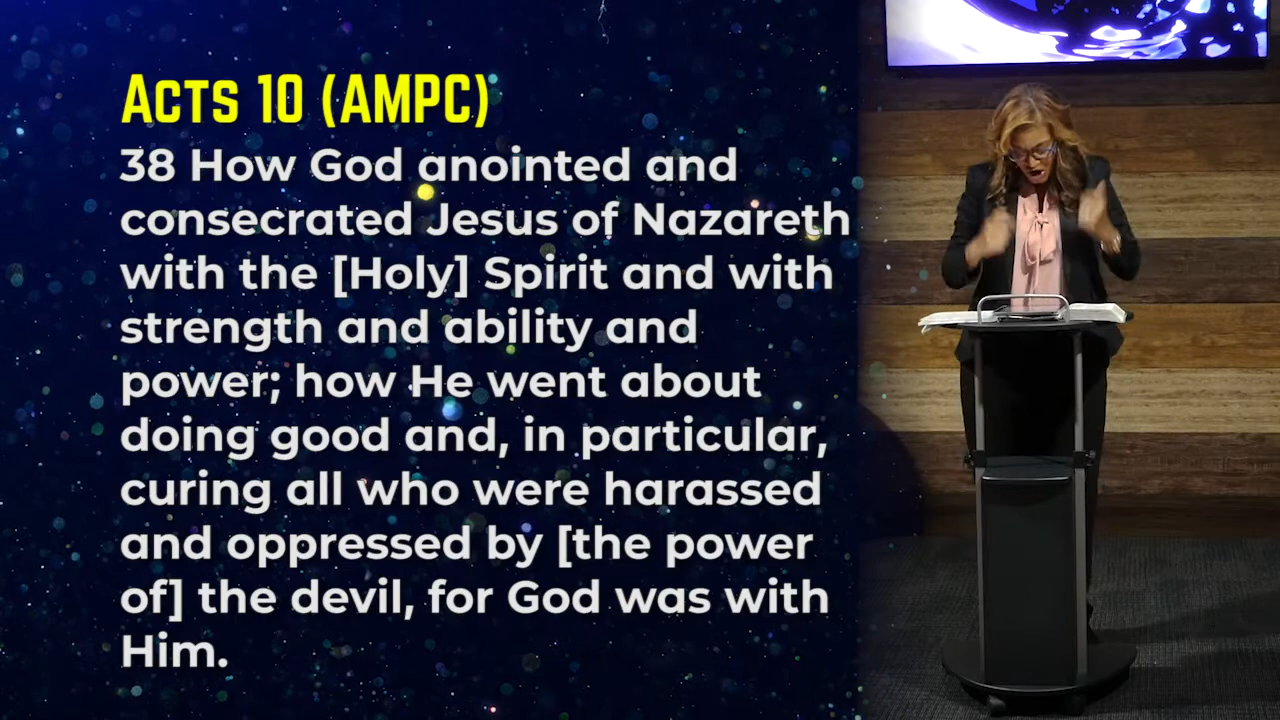 Acts 10 (AMPC)
38 How God anointed and
consecrated Jesus of Nazareth
with the [Holy] Spirit and with
strength and ability and
power; how He went about
doing good and, in particular,
curing all who were harassed
and oppressed by [the power
of] the devil, for God was with
Him.